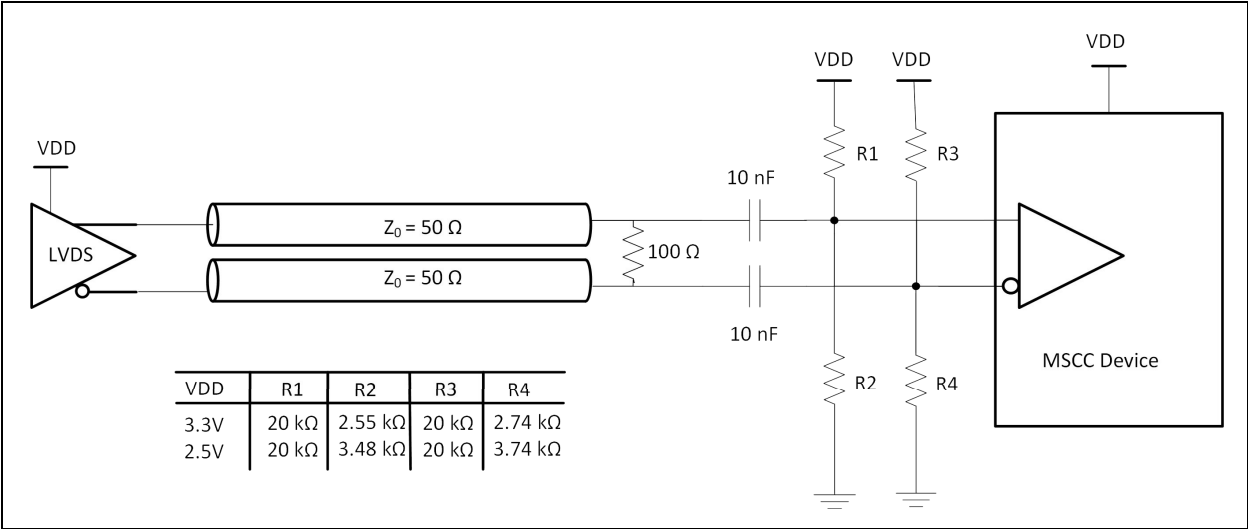 VDD
VDD
VDD
VDD
LVDS
Z0 = 50 Ω
Z0 = 50 Ω
100 Ω
10 nF
10 nF
R1
R3
R2
R4
MSCC Device
VDD R1 R2 R3 R4
3.3V 20 kΩ 2.55 kΩ 20 kΩ 2.74 kΩ
2.5V 20 kΩ 3.48 kΩ 20 kΩ 3.74 kΩ